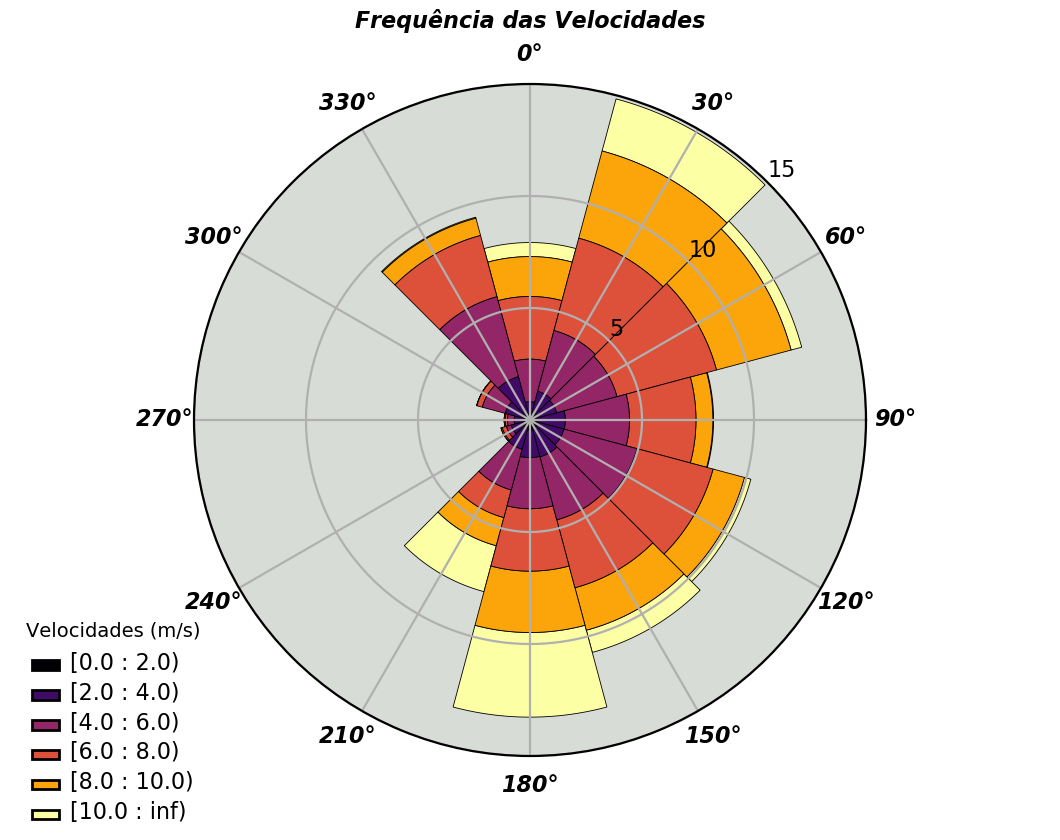 Frequência das Velocidades
0°
30°
60°
90°
120°
150°
180°
210°
240°
270°
300°
330°
5
10
15
Velocidades (m/s)
[0.0 : 2.0)
[2.0 : 4.0)
[4.0 : 6.0)
[6.0 : 8.0)
[8.0 : 10.0)
[10.0 : inf)